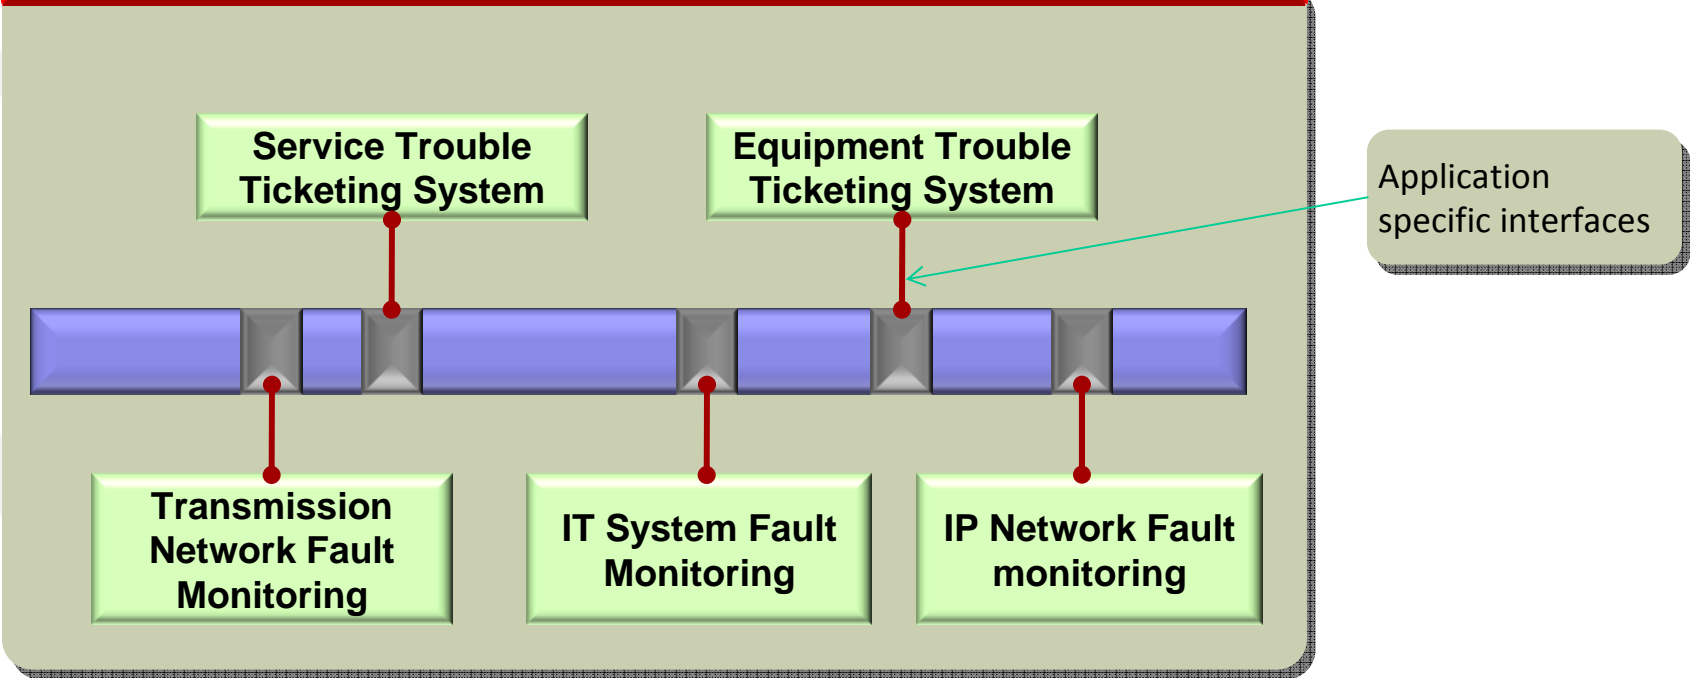 Service Trouble
Ticketing System
Equipment Trouble
Ticketing System
Application
specific interfaces
Transmission
Network Fault
Monitoring
IT System Fault
Monitoring
IP Network Fault
monitoring